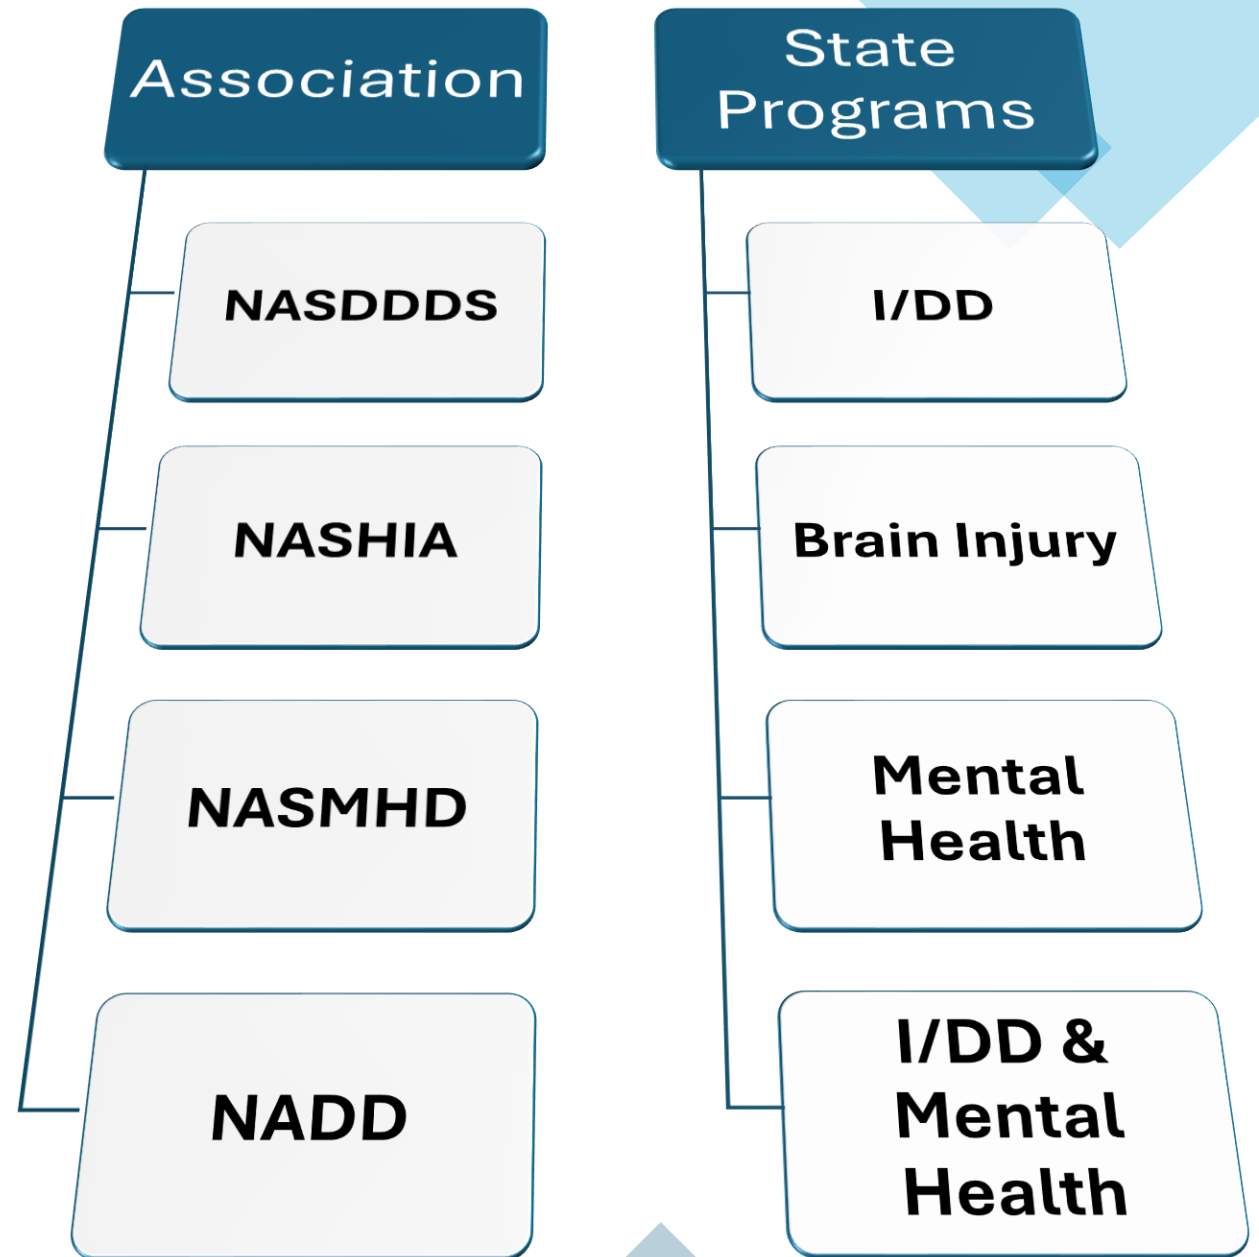 Association
NASDDDS
NASHIA
NASMHD
NADD
State
Programs
I/DD
Brain Injury
Mental
Health
I/DD &
Mental
Health